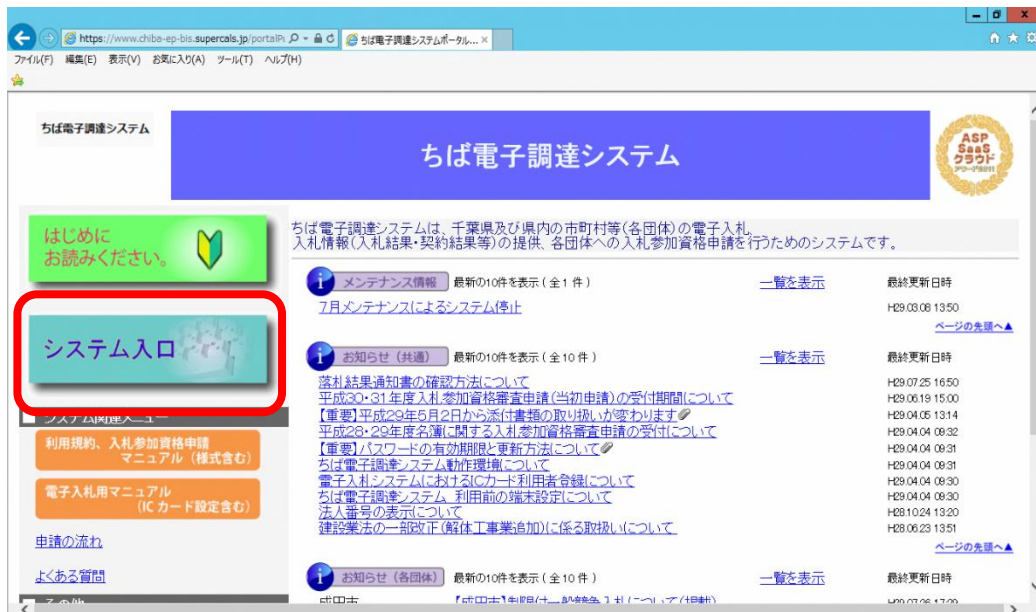 https://www.chiba-ep-bis.supercals.jp/portalP
ちば電子調達システムポータル...
ファイル(F) 編集(E) 表示(V) お気に入り(A) ツール(T) ヘルプ(H)
ちば電子調達システム
ちば電子調達システム
ASP
SaaS
クラウド
はじめに
お読みください。
システム入口
システム関連メニュー
利用規約、入札参加資格申請
マニュアル（様式含む）
電子入札用マニュアル
（IC カード設定含む）
申請の流れ
よくある質問
その他
ちば電子調達システムは、千葉県及び県内の市町村等(各団体)の電子入札、
入札情報(入札結果・契約結果等)の提供、各団体への入札参加資格申請を行うためのシステムです。
メンテナンス情報 最新の10件を表示 ( 全1 件 ) 一覧を表示 最終更新日時
7月メンテナンスによるシステム停止 H29.03.08 13:50
ページの先頭へ▲
お知らせ（共通） 最新の10件を表示 ( 全10 件 ) 一覧を表示 最終更新日時
落札結果通知書の確認方法について H29.07.25 16:50
平成30・31年度入札参加資格審査申請(当初申請)の受付期間について H29.06.19 15:00
【重要】平成29年5月2日から添付書類の取り扱いが変わります H29.04.05 13:14
平成28・29年度名簿に関する入札参加資格審査申請の受付について H29.04.04 09:32
【重要】パスワードの有効期限と更新方法について H29.04.04 09:31
ちば電子調達システム動作環境について H29.04.04 09:31
電子入札システムにおけるICカード利用者登録について H29.04.04 09:30
ちば電子調達システム 利用前の端末設定について H29.04.04 09:30
法人番号の表示について H28.10.24 13:20
建設業法の一部改正(解体工事業追加)に係る取扱いについて H28.06.23 13:51
ページの先頭へ▲
お知らせ（各団体） 最新の10件を表示 ( 全10 件 ) 一覧を表示 最終更新日時
成田市 【成田市】制限付一般競争入札について(掲載) H29.07.26 17:29